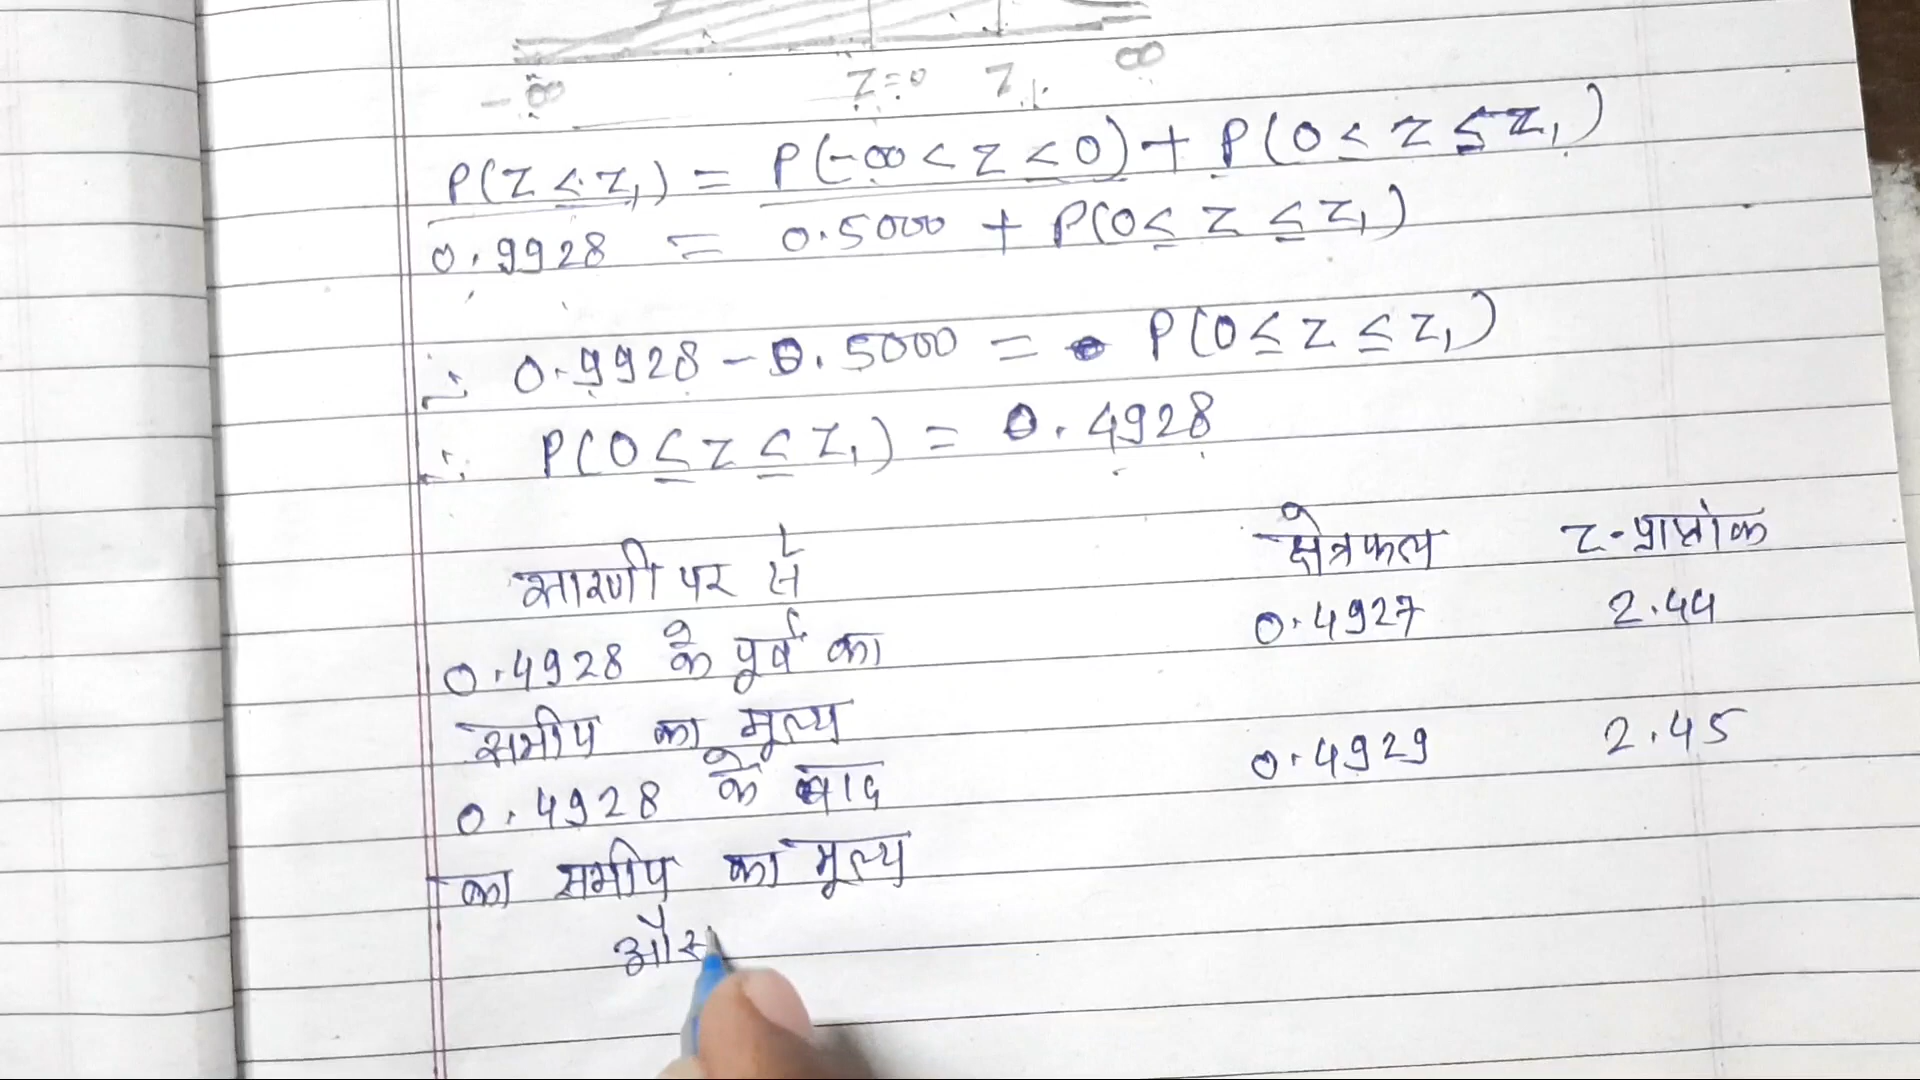 -∞ Z=0 Z₁ ∞
P(Z ≤ Z₁) = P(-∞ < Z < 0) + P(0 ≤ Z ≤ Z₁)
0.9928 = 0.5000 + P(0 ≤ Z ≤ Z₁)
∴ 0.9928 - 0.5000 = P(0 ≤ Z ≤ Z₁)
∴ P(0 ≤ Z ≤ Z₁) = 0.4928
सारणी पर से क्षेत्रफल Z-प्राप्तांक
0.4928 के पूर्व का 0.4927 2.44
समीप का मूल्य
0.4928 के बाद 0.4929 2.45
का समीप का मूल्य
और